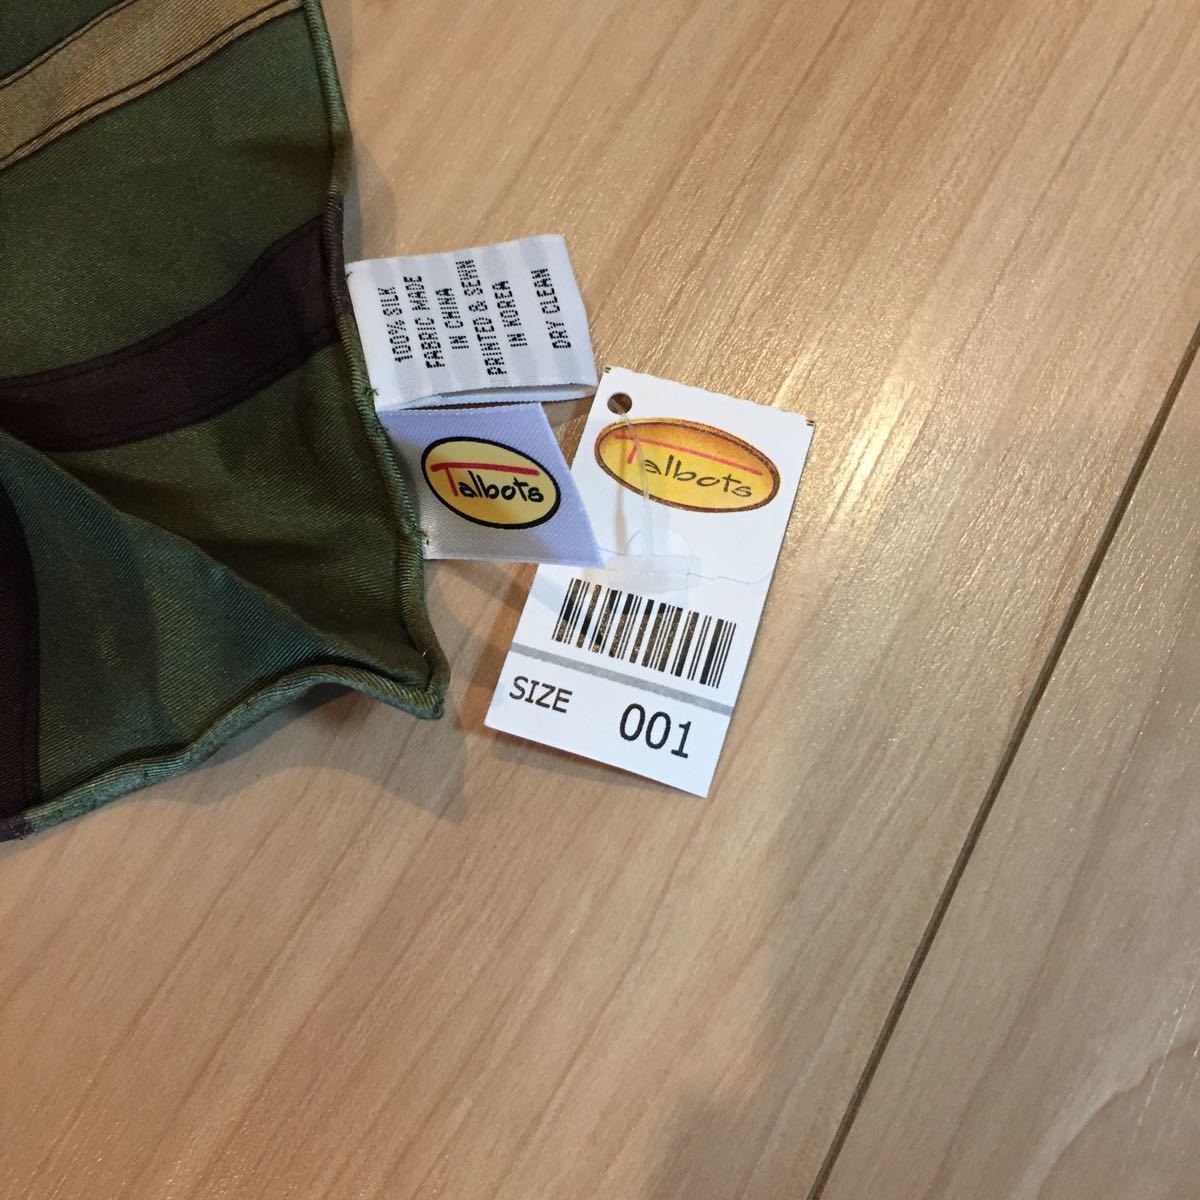 100% SILK
FABRIC MADE
IN CHINA
PRINTED & SEWN
IN KOREA
DRY CLEAN
Talbots
Talbots
SIZE 001